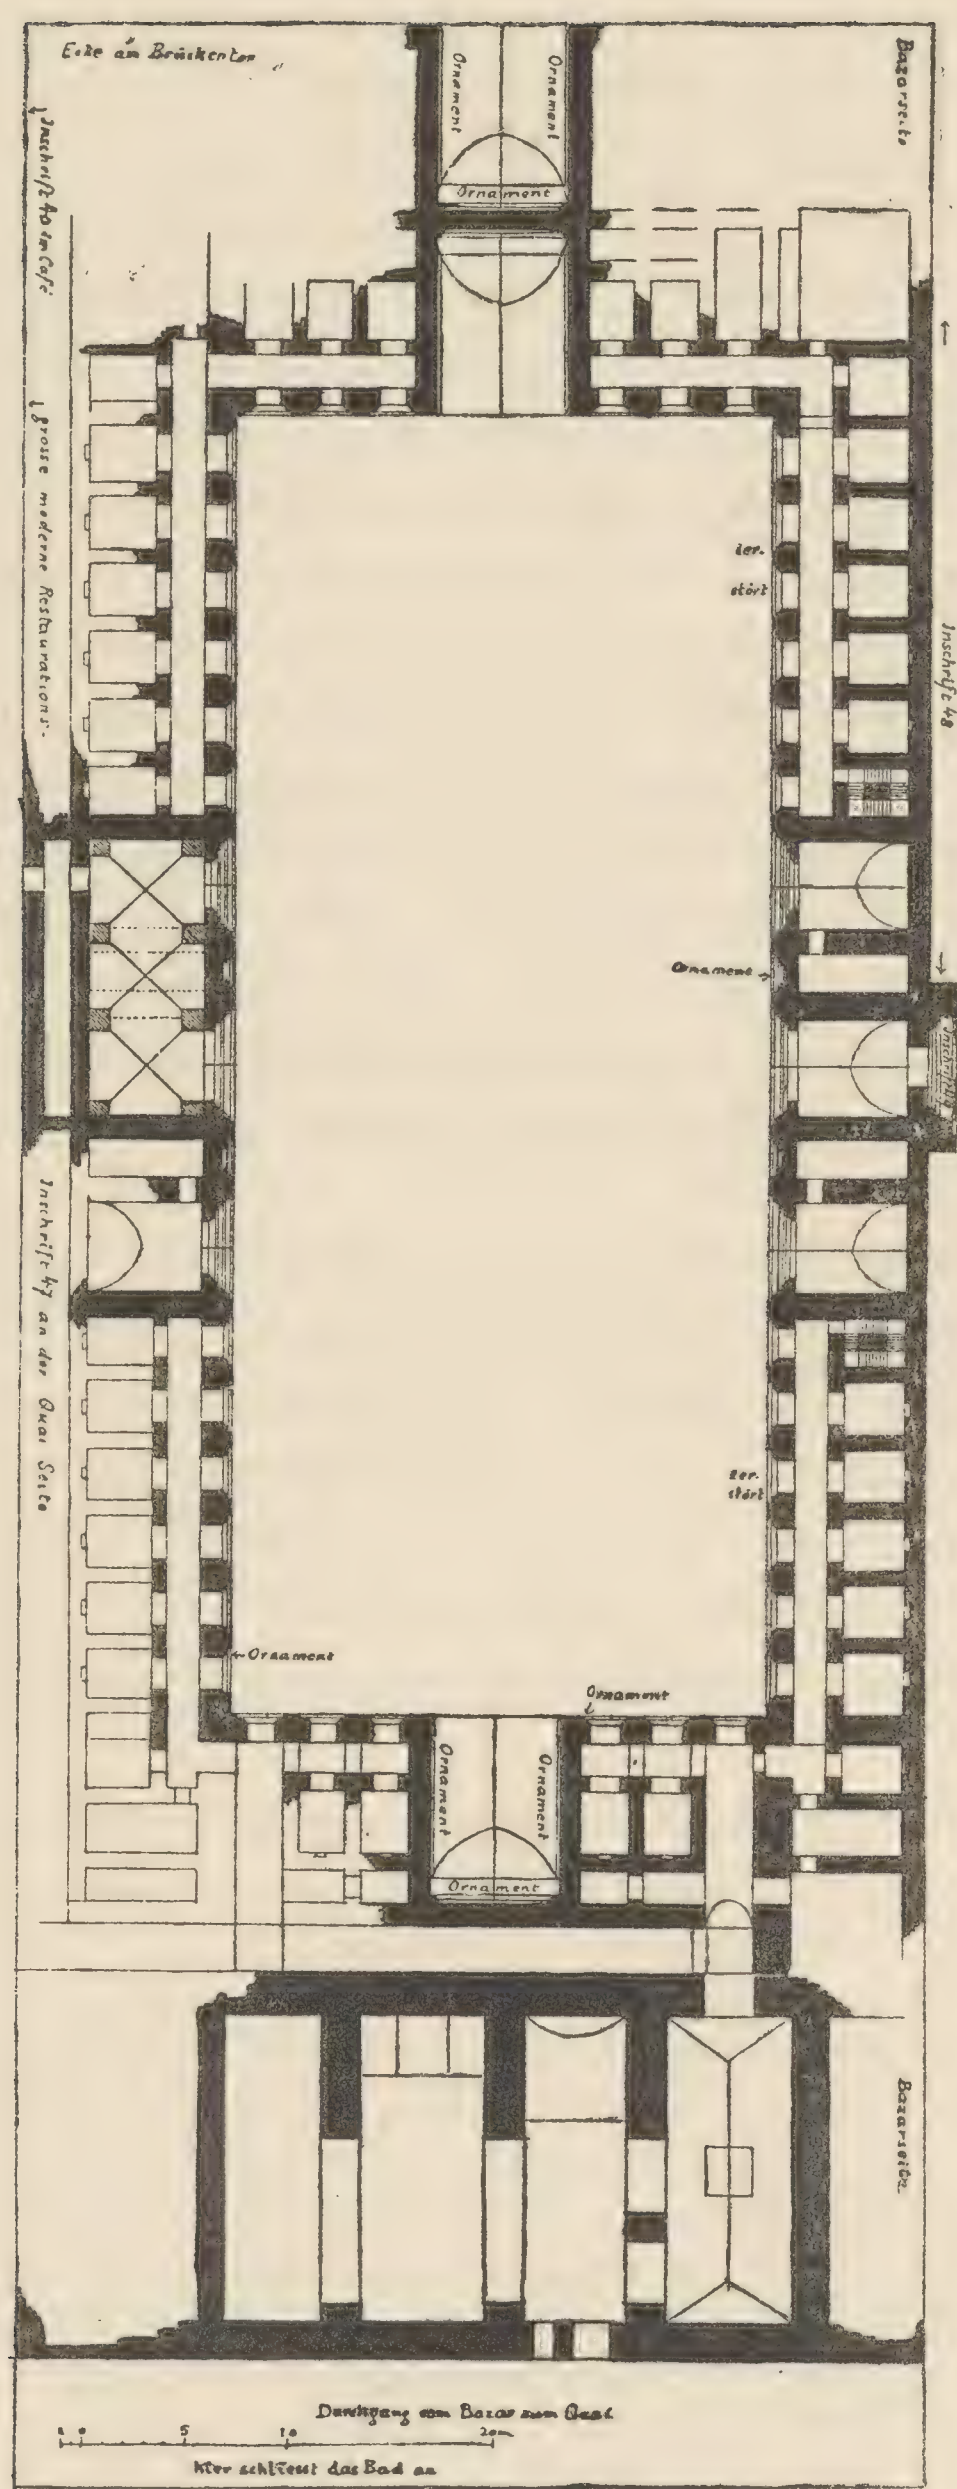 Ecke am Brückentor
Ornament
Ornament
Bazarseite
Ornament
Inschrift 40 im Café
grosse moderne Restaurations-
Zer-
stört
Inschrift 48
Ornament
Inschrift 47 an der Quai Seite
Zer-
stört
Ornament
Ornament
Ornament
Ornament
Ornament
Bazarseite
Durchgang vom Bazar zum Quai
1 0 5 10 20m
hier schliesst das Bad an